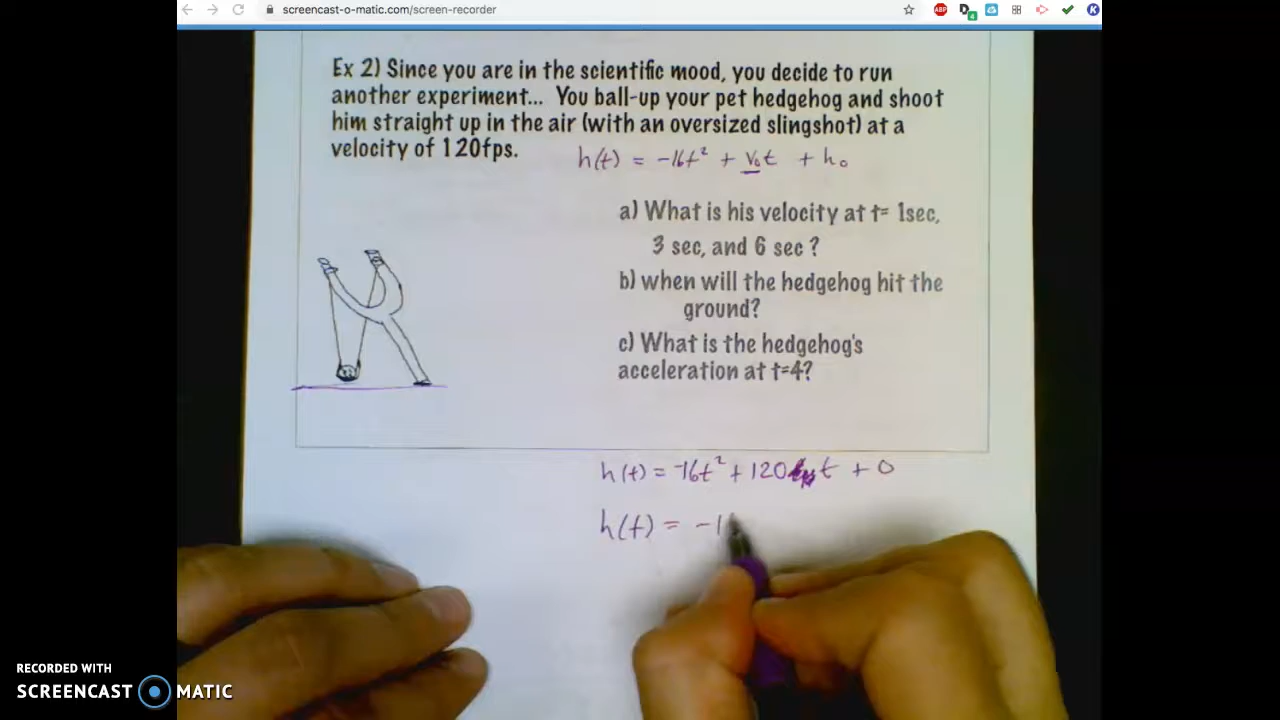 screencast-o-matic.com/screen-recorder
ABP
4
K
Ex 2) Since you are in the scientific mood, you decide to run
another experiment... You ball-up your pet hedgehog and shoot
him straight up in the air (with an oversized slingshot) at a
velocity of 120fps.
h(t) = -16t² + v₀t + h₀
a) What is his velocity at t= 1sec,
3 sec, and 6 sec ?
b) when will the hedgehog hit the
ground?
c) What is the hedgehog's
acceleration at t=4?
h(t) = -16t² + 120 t + 0
h(t) = -1
RECORDED WITH
SCREENCAST MATIC